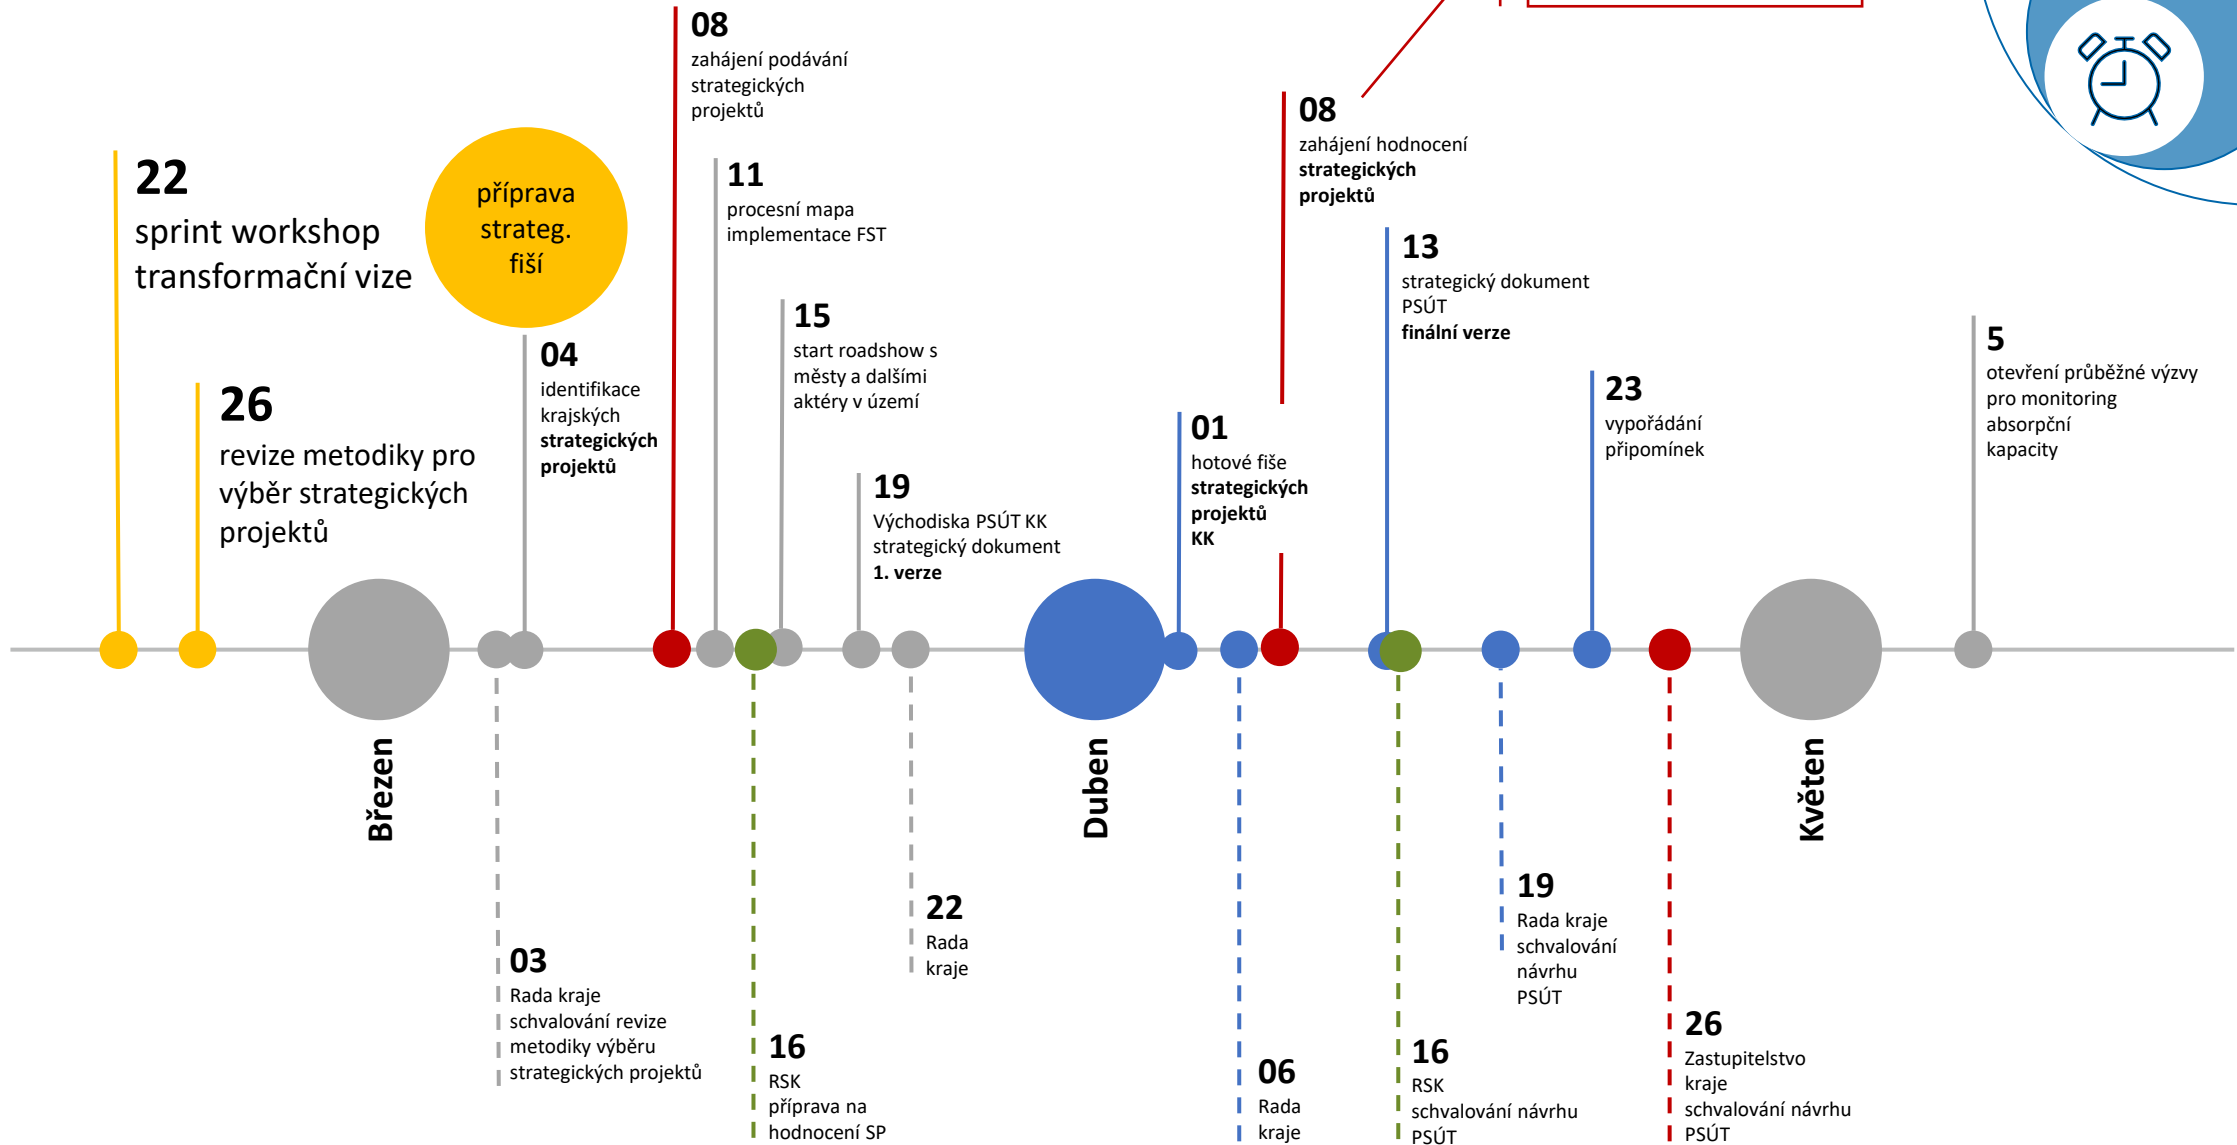 22
sprint workshop
transformační vize
26
revize metodiky pro
výběr strategických
projektů
příprava
strateg.
fiší
04
identifikace
krajských
strategických
projektů
08
zahájení podávání
strategických
projektů
11
procesní mapa
implementace FST
15
start roadshow s
městy a dalšími
aktéry v území
19
Východiska PSÚT KK
strategický dokument
1. verze
01
hotové fiše
strategických
projektů
KK
08
zahájení hodnocení
strategických
projektů
13
strategický dokument
PSÚT
finální verze
23
vypořádání
připomínek
5
otevření průběžné výzvy
pro monitoring
absorpční
kapacity
Březen
Duben
Květen
03
Rada kraje
schvalování revize
metodiky výběru
strategických projektů
16
RSK
příprava na
hodnocení SP
22
Rada
kraje
06
Rada
kraje
16
RSK
schvalování návrhu
PSÚT
19
Rada kraje
schvalování
návrhu
PSÚT
26
Zastupitelstvo
kraje
schvalování návrhu
PSÚT